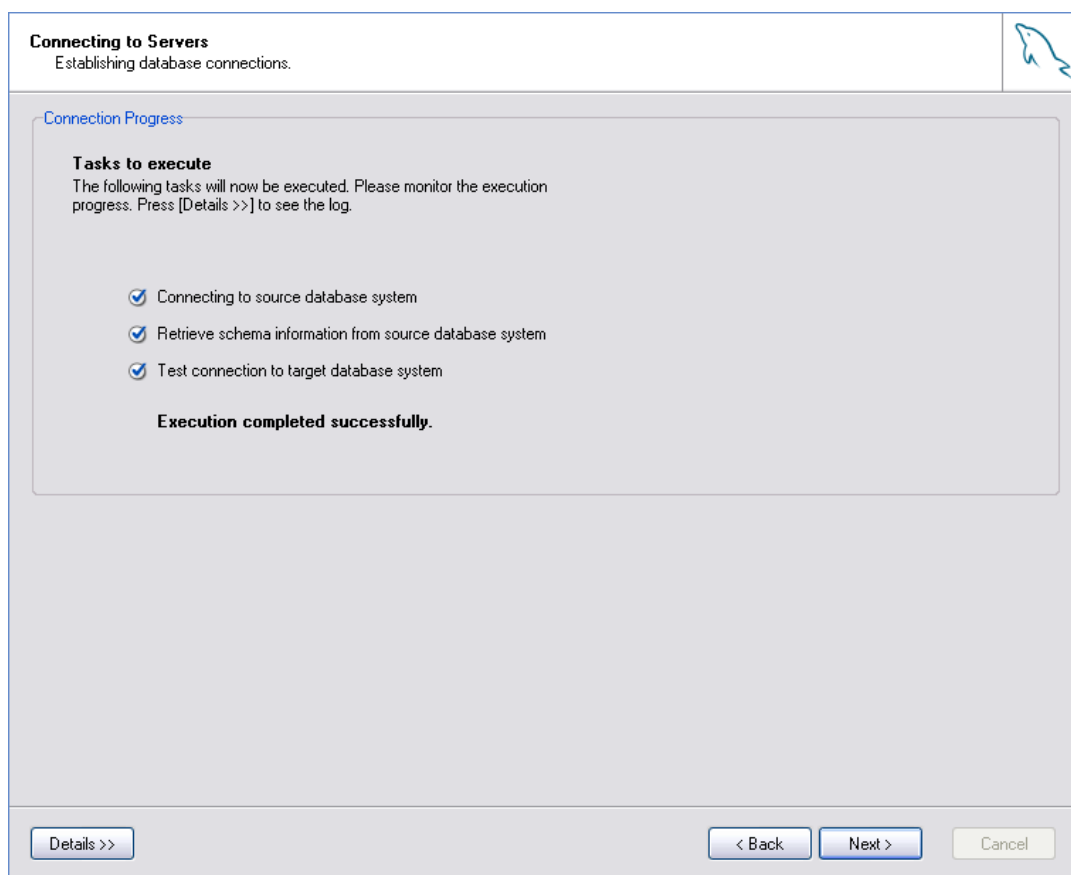 Connecting to Servers
Establishing database connections.
Connection Progress
Tasks to execute
The following tasks will now be executed. Please monitor the execution
progress. Press [Details >>] to see the log.
Connecting to source database system
Retrieve schema information from source database system
Test connection to target database system
Execution completed successfully.
Details >>
< Back
Next >
Cancel